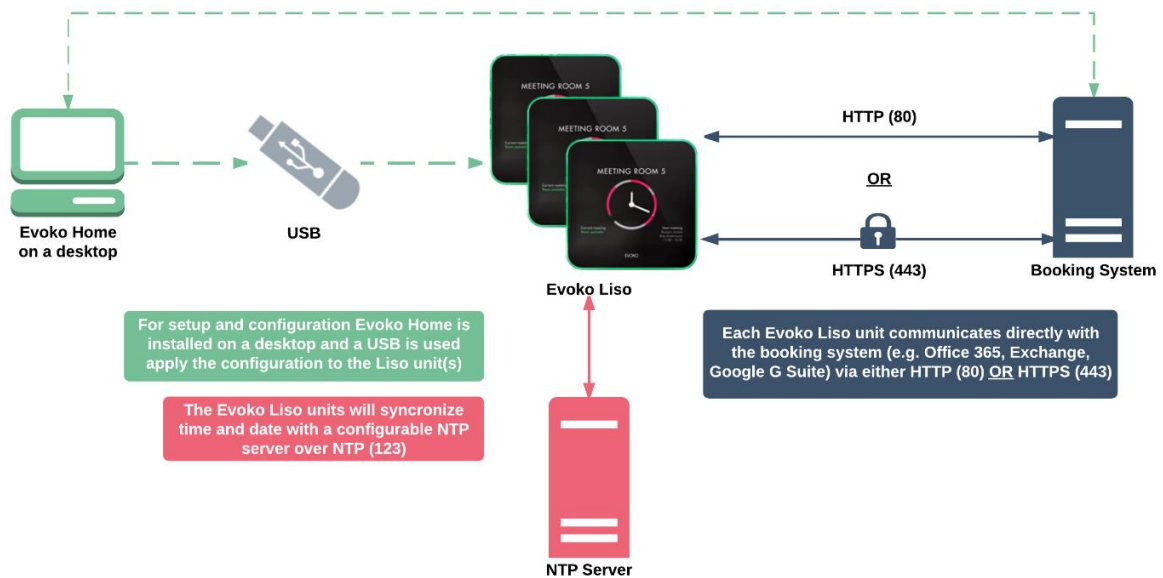 MEETING ROOM 5
MEETING ROOM 5
MEETING ROOM 5
Current meeting
EVOKO
HTTP (80)
OR
HTTPS (443)
Evoko Home
on a desktop
USB
Evoko Liso
Booking System
For setup and configuration Evoko Home is
installed on a desktop and a USB is used
apply the configuration to the Liso unit(s)
The Evoko Liso units will syncronize
time and date with a configurable NTP
server over NTP (123)
Each Evoko Liso unit communicates directly with
the booking system (e.g. Office 365, Exchange,
Google G Suite) via either HTTP (80) OR HTTPS (443)
NTP Server